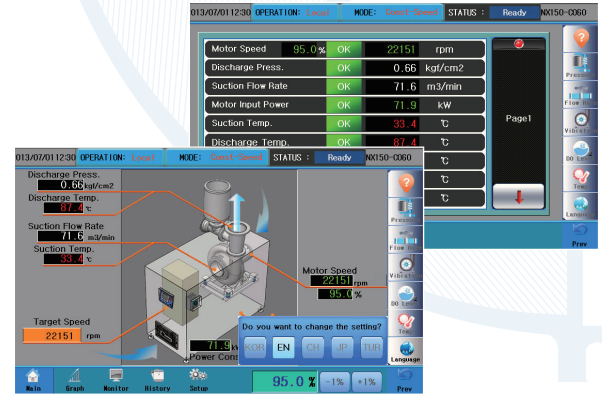 013/07/01 12:30 OPERATION: Local MODE: Const-Speed STATUS : Ready NX150-C060
Motor Speed 95.0 % OK 22151 rpm
Discharge Press. OK 0.66 kgf/cm2
Suction Flow Rate OK 71.6 m3/min
Motor Input Power OK 71.9 kW
Suction Temp. OK 33.4 ℃
Discharge Temp. OK 87.4 ℃
℃
℃
℃
Page1
?
Press
Flow
Vibratio
DO L
Tem
Langua
Prev
013/07/01 12:30 OPERATION: Local MODE: Const-Speed STATUS : Ready NX150-C060
Discharge Press.
0.66 kgf/cm2
Discharge Temp.
87.4 ℃
Suction Flow Rate
71.6 m3/min
Suction Temp.
33.4 ℃
Motor Speed
22151 rpm
95.0 %
Target Speed
22151 rpm
71.9
Power Cons
Do you want to change the setting?
KOR EN CH JP TUR
?
Press
Flow
Vibratio
DO L
Tem
Language
Main Graph Monitor History Setup 95.0 % -1% +1% Prev